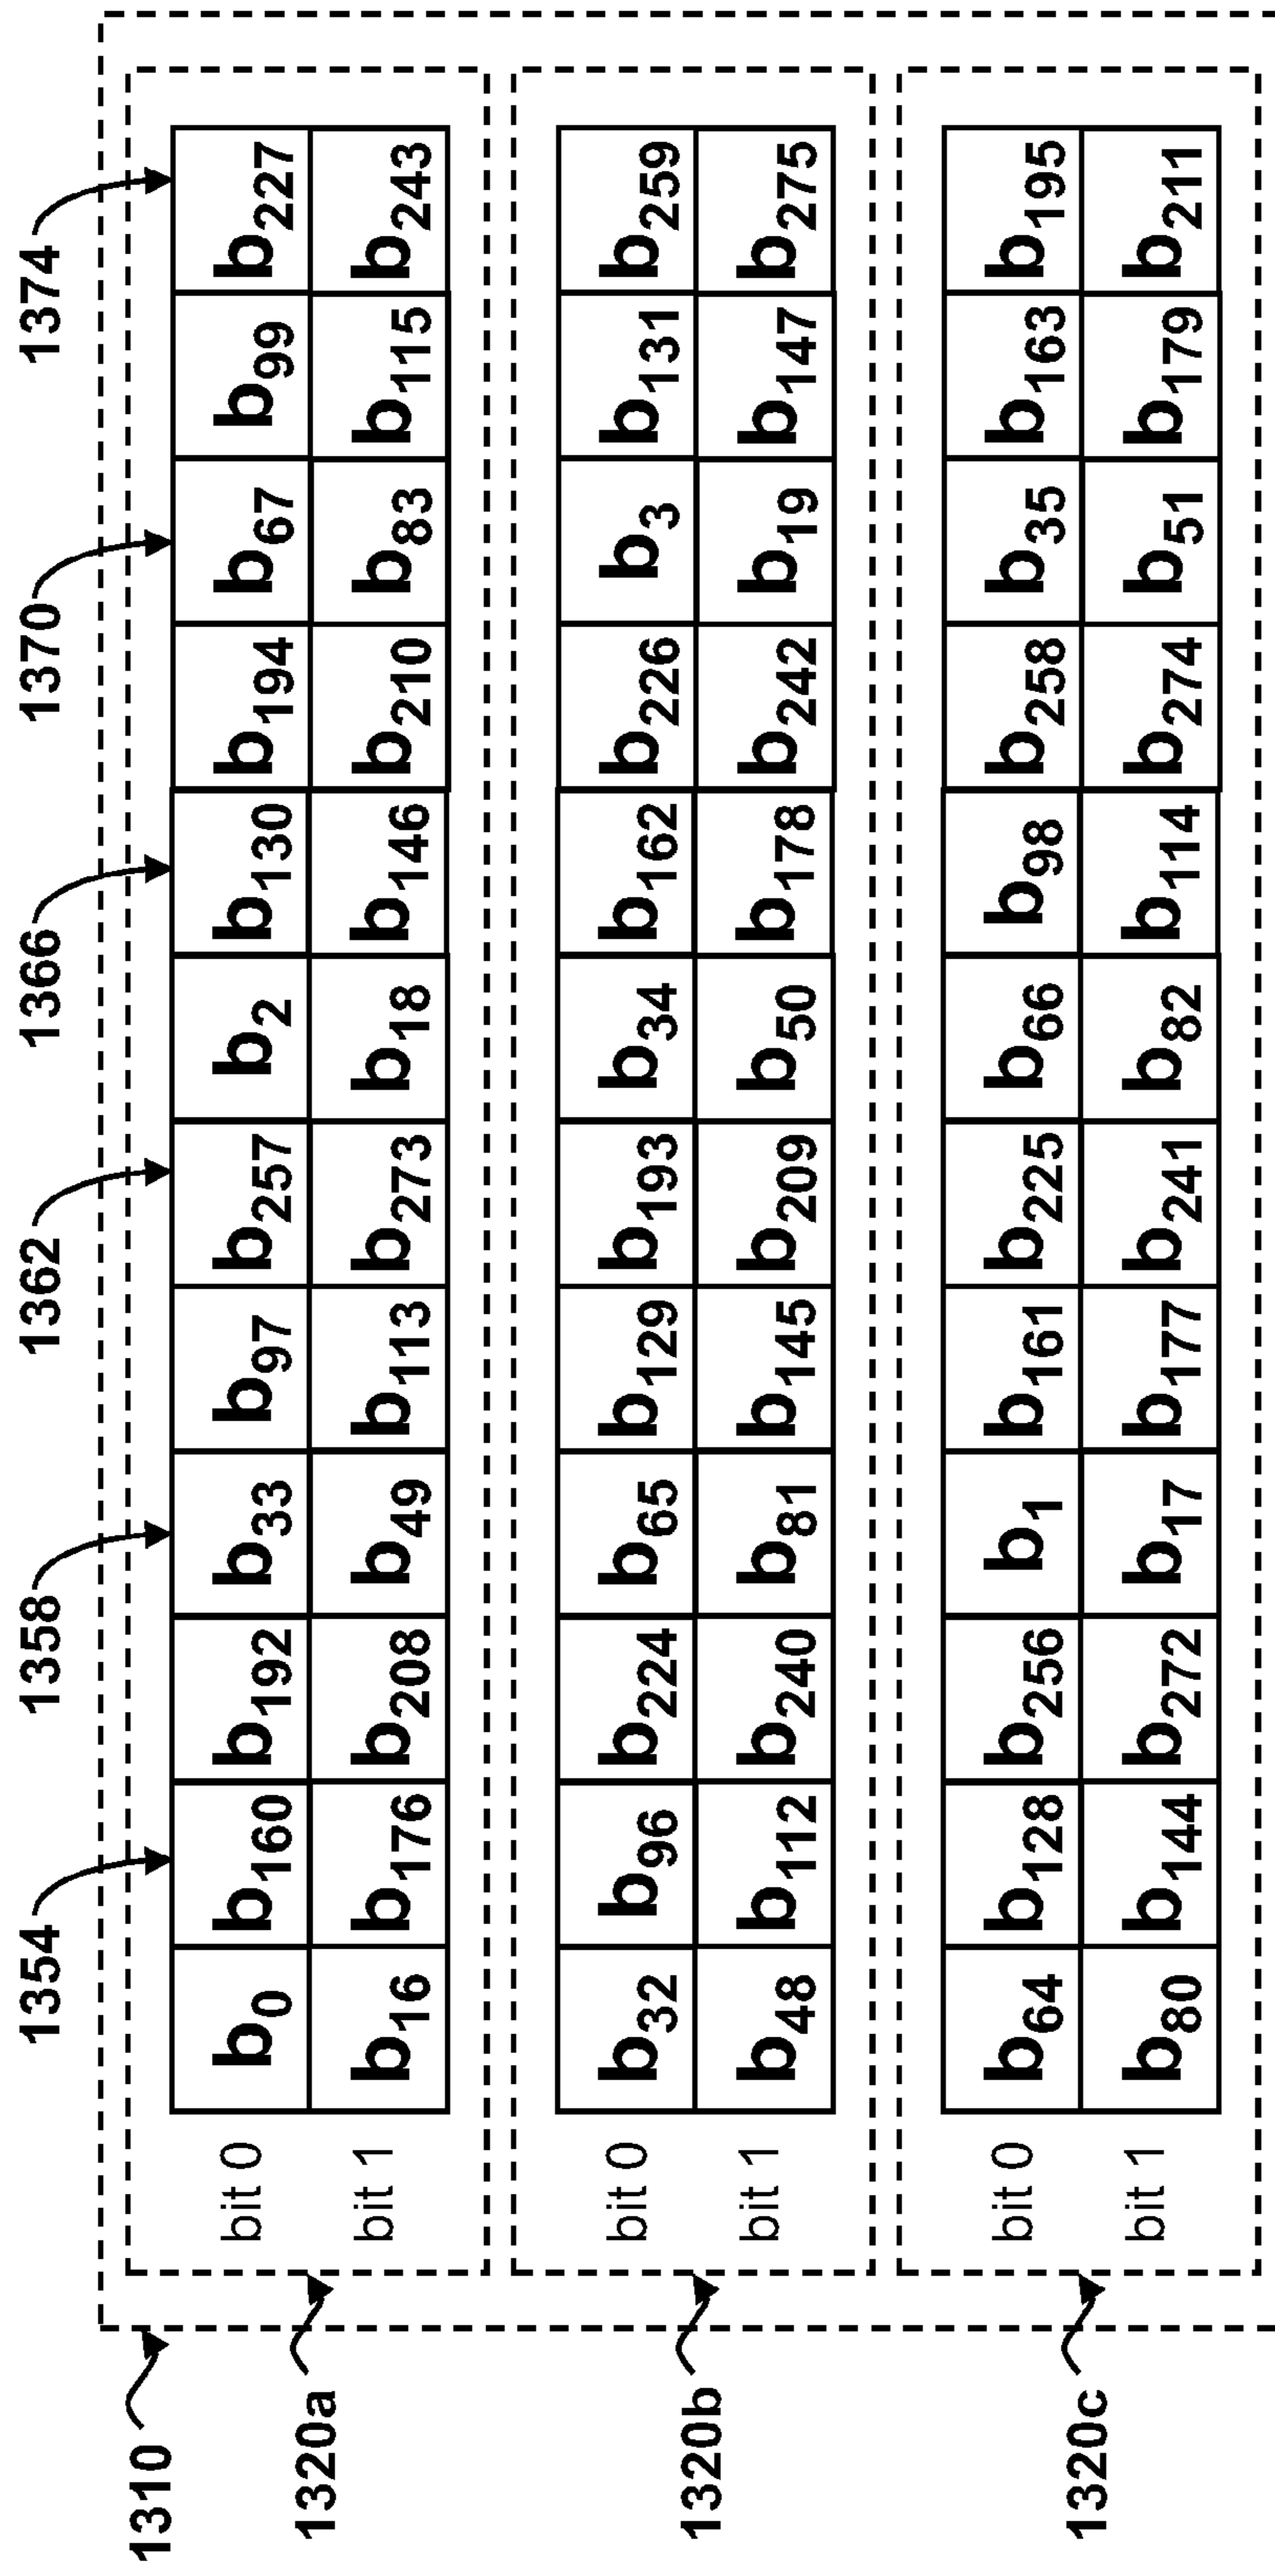 1354 1358 1362 1366 1370 1374
1310
1320a
bit 0 b0 b160 b192 b33 b97 b257 b2 b130 b194 b67 b99 b227
bit 1 b16 b176 b208 b49 b113 b273 b18 b146 b210 b83 b115 b243
1320b
bit 0 b32 b96 b224 b65 b129 b193 b34 b162 b226 b3 b131 b259
bit 1 b48 b112 b240 b81 b145 b209 b50 b178 b242 b19 b147 b275
1320c
bit 0 b64 b128 b256 b1 b161 b225 b66 b98 b258 b35 b163 b195
bit 1 b80 b144 b272 b17 b177 b241 b82 b114 b274 b51 b179 b211